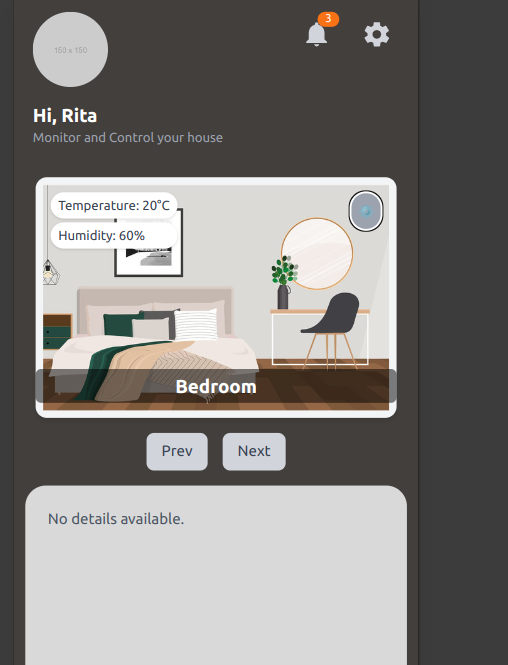 3
150 x 150
Hi, Rita
Monitor and Control your house
Temperature: 20°C
Humidity: 60%
Bedroom
Prev
Next
No details available.